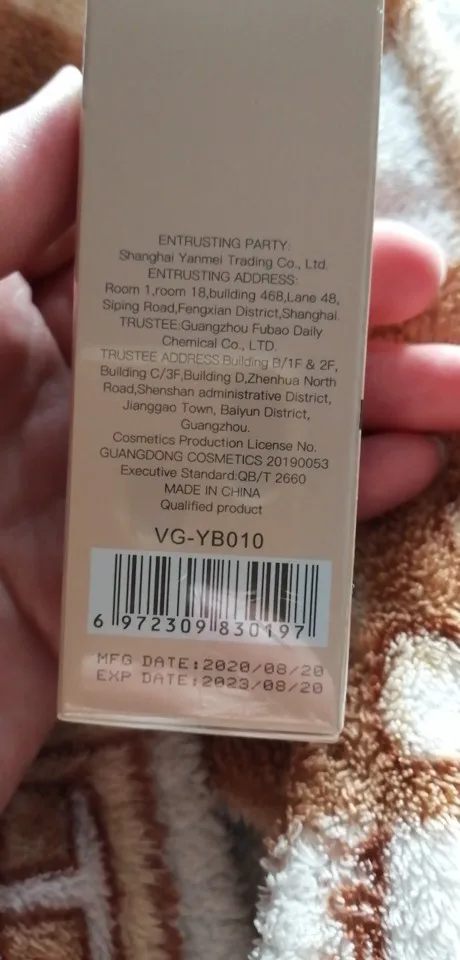 ENTRUSTING PARTY:
Shanghai Yanmei Trading Co., Ltd.
ENTRUSTING ADDRESS:
Room 1,room 18,building 468,Lane 48,
Siping Road,Fengxian District,Shanghai.
TRUSTEE:Guangzhou Fubao Daily
Chemical Co., LTD.
TRUSTEE ADDRESS:Building B/1F & 2F,
Building C/3F,Building D,Zhenhua North
Road,Shenshan administrative District,
Jianggao Town, Baiyun District,
Guangzhou.
Cosmetics Production License No.
GUANGDONG COSMETICS 20190053
Executive Standard:QB/T 2660
MADE IN CHINA
Qualified product
VG-YB010
6 972309 830197
MFG DATE:2020/08/20
EXP DATE:2023/08/20